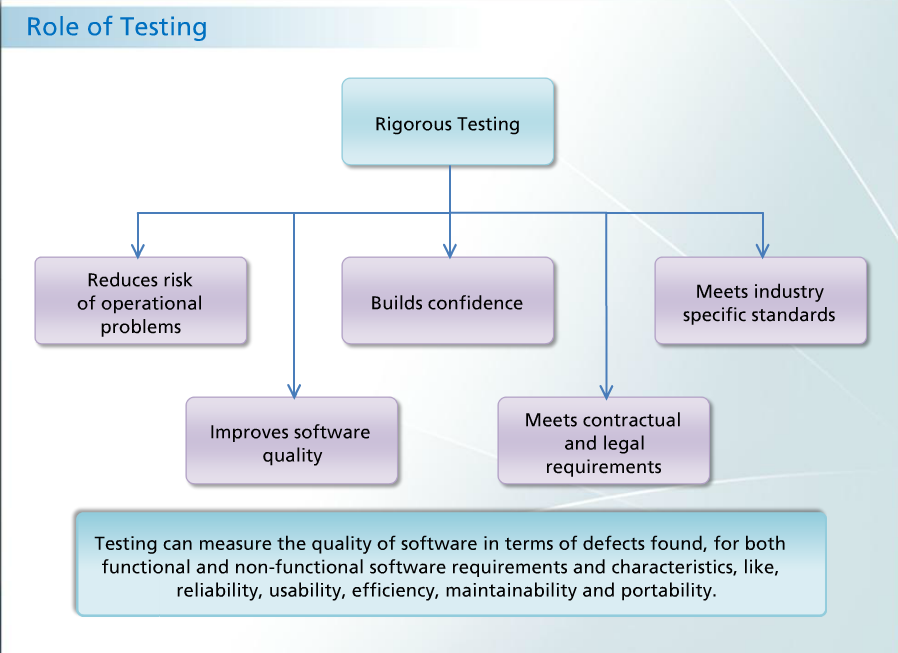 Role of Testing
Rigorous Testing
Reduces risk
of operational
problems
Builds confidence
Meets industry
specific standards
Improves software
quality
Meets contractual
and legal
requirements
Testing can measure the quality of software in terms of defects found, for both
functional and non-functional software requirements and characteristics, like,
reliability, usability, efficiency, maintainability and portability.